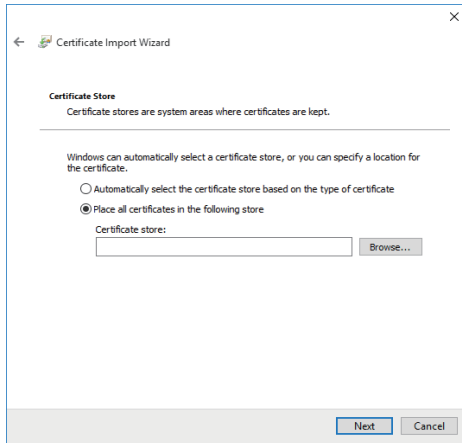 Certificate Import Wizard
Certificate Store
Certificate stores are system areas where certificates are kept.
Windows can automatically select a certificate store, or you can specify a location for
the certificate.
Automatically select the certificate store based on the type of certificate
Place all certificates in the following store
Certificate store:
Browse...
Next Cancel